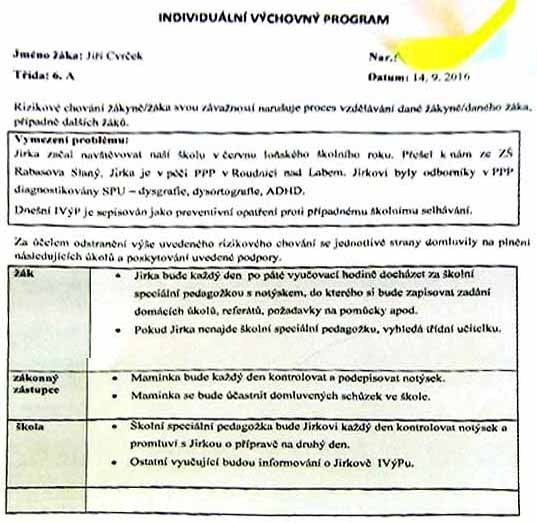 INDIVIDUÁLNÍ VÝCHOVNÝ PROGRAM
Jméno žáka: Jiří Cvrček
Nar.:
Třída: 6. A
Datum: 14. 9. 2016
Rizikové chování žákyně/žáka svou závažností narušuje proces vzdělávání dané žákyně/daného žáka,
případně dalších žáků.
Vymezení problému:
Jirka začal navštěvovat naší školu v červnu loňského školního roku. Přešel k nám ze ZŠ
Rabasova Slaný. Jirka je v péči PPP v Roudnici nad Labem. Jirkovi byly odborníky v PPP
diagnostikovány SPU – dysgrafie, dysortografie, ADHD.
Dnešní IVýP je sepisován jako preventivní opatření proti případnému školnímu selhávání.
Za účelem odstranění výše uvedeného rizikového chování se jednotlivé strany domluvily na plnění
následujících úkolů a poskytování uvedené podpory.
žák
• Jirka bude každý den po páté vyučovací hodině docházet za školní
speciální pedagožkou s notýskem, do kterého si bude zapisovat zadání
domácích úkolů, referátů, požadavky na pomůcky apod.
• Pokud Jirka nenajde školní speciální pedagožku, vyhledá třídní učitelku.
zákonný
zástupce
• Maminka bude každý den kontrolovat a podepisovat notýsek.
• Maminka se bude účastnit domluvených schůzek ve škole.
škola
• Školní speciální pedagožka bude Jirkovi každý den kontrolovat notýsek a
promluví s Jirkou o přípravě na druhý den.
• Ostatní vyučující budou informování o Jirkově IVýPu.